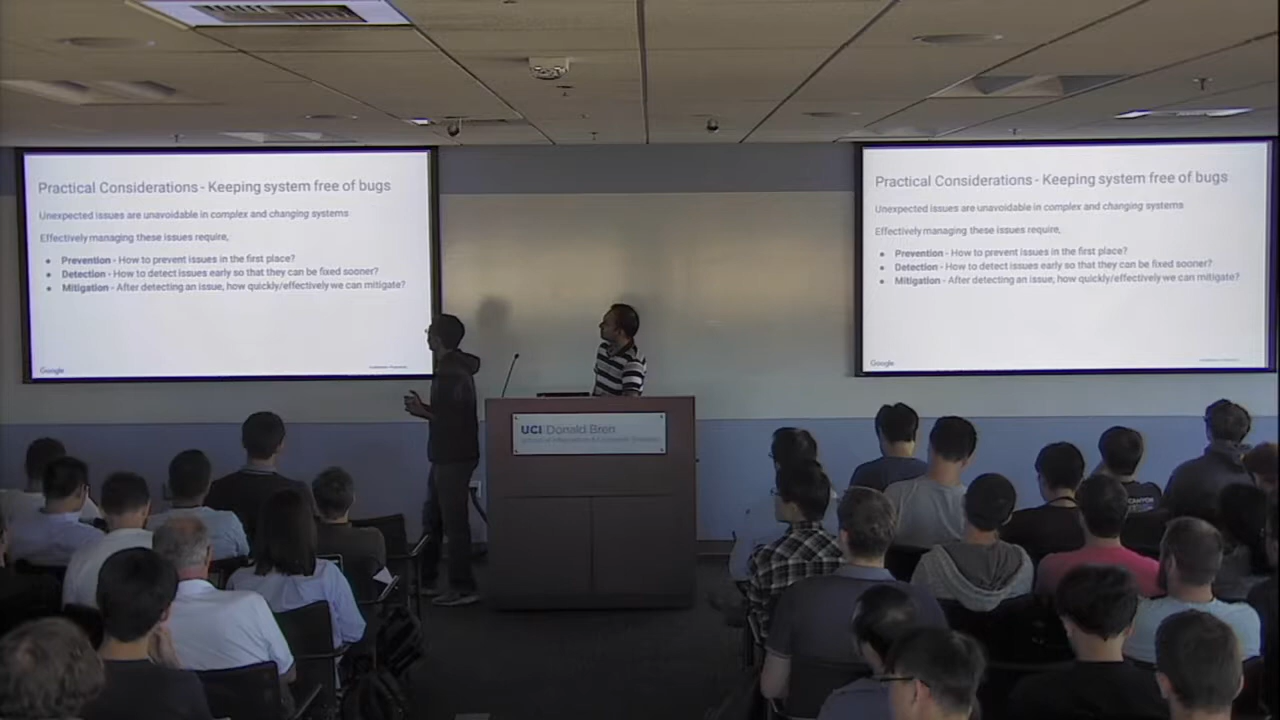 Practical Considerations - Keeping system free of bugs
Unexpected issues are unavoidable in complex and changing systems
Effectively managing these issues require,
● Prevention - How to prevent issues in the first place?
● Detection - How to detect issues early so that they can be fixed sooner?
● Mitigation - After detecting an issue, how quickly/effectively we can mitigate?
Google
Practical Considerations - Keeping system free of bugs
Unexpected issues are unavoidable in complex and changing systems
Effectively managing these issues require,
● Prevention - How to prevent issues in the first place?
● Detection - How to detect issues early so that they can be fixed sooner?
● Mitigation - After detecting an issue, how quickly/effectively we can mitigate?
Google
UCI Donald Bren
School of Information & Computer Sciences